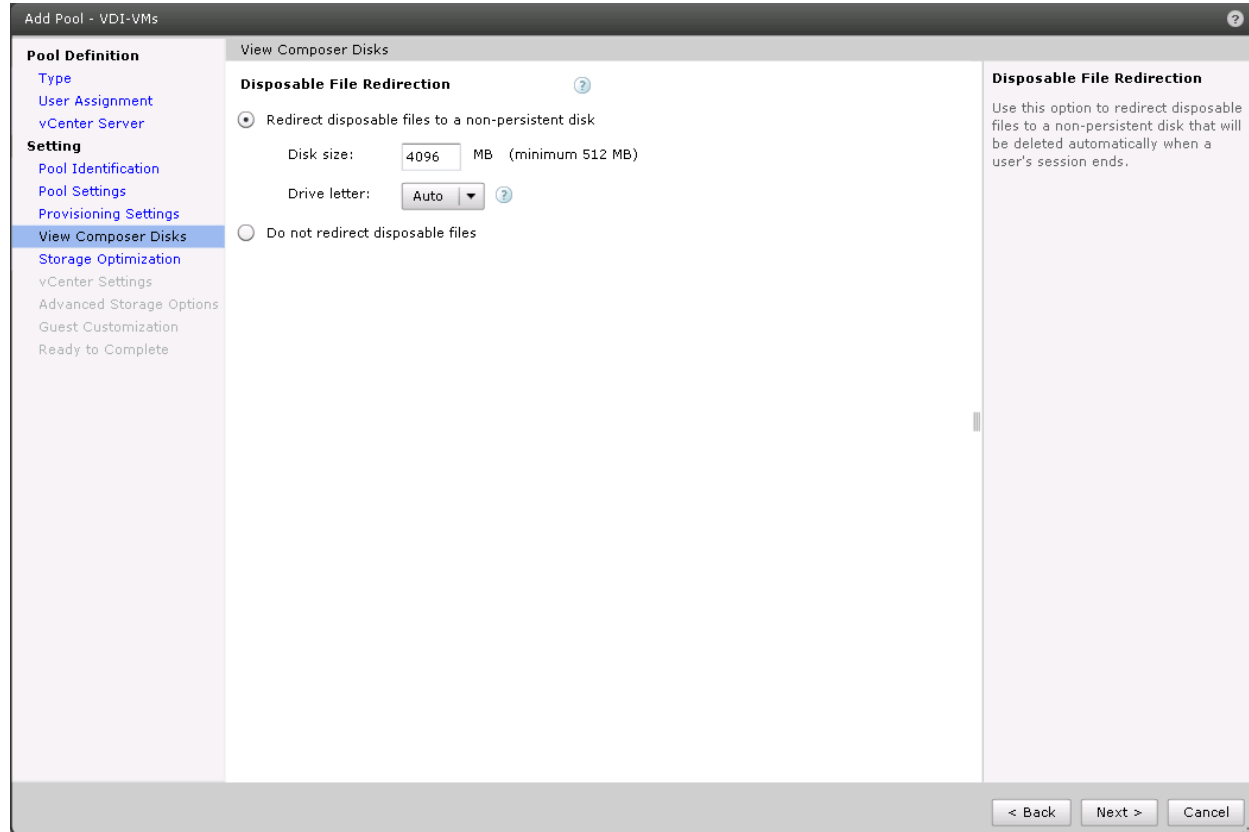 Add Pool - VDI-VMs
?
Pool Definition
Type
User Assignment
vCenter Server
Setting
Pool Identification
Pool Settings
Provisioning Settings
View Composer Disks
Storage Optimization
vCenter Settings
Advanced Storage Options
Guest Customization
Ready to Complete
View Composer Disks
Disposable File Redirection ?
Redirect disposable files to a non-persistent disk
Disk size: 4096 MB (minimum 512 MB)
Drive letter: Auto ?
Do not redirect disposable files
Disposable File Redirection
Use this option to redirect disposable
files to a non-persistent disk that will
be deleted automatically when a
user's session ends.
< Back Next > Cancel